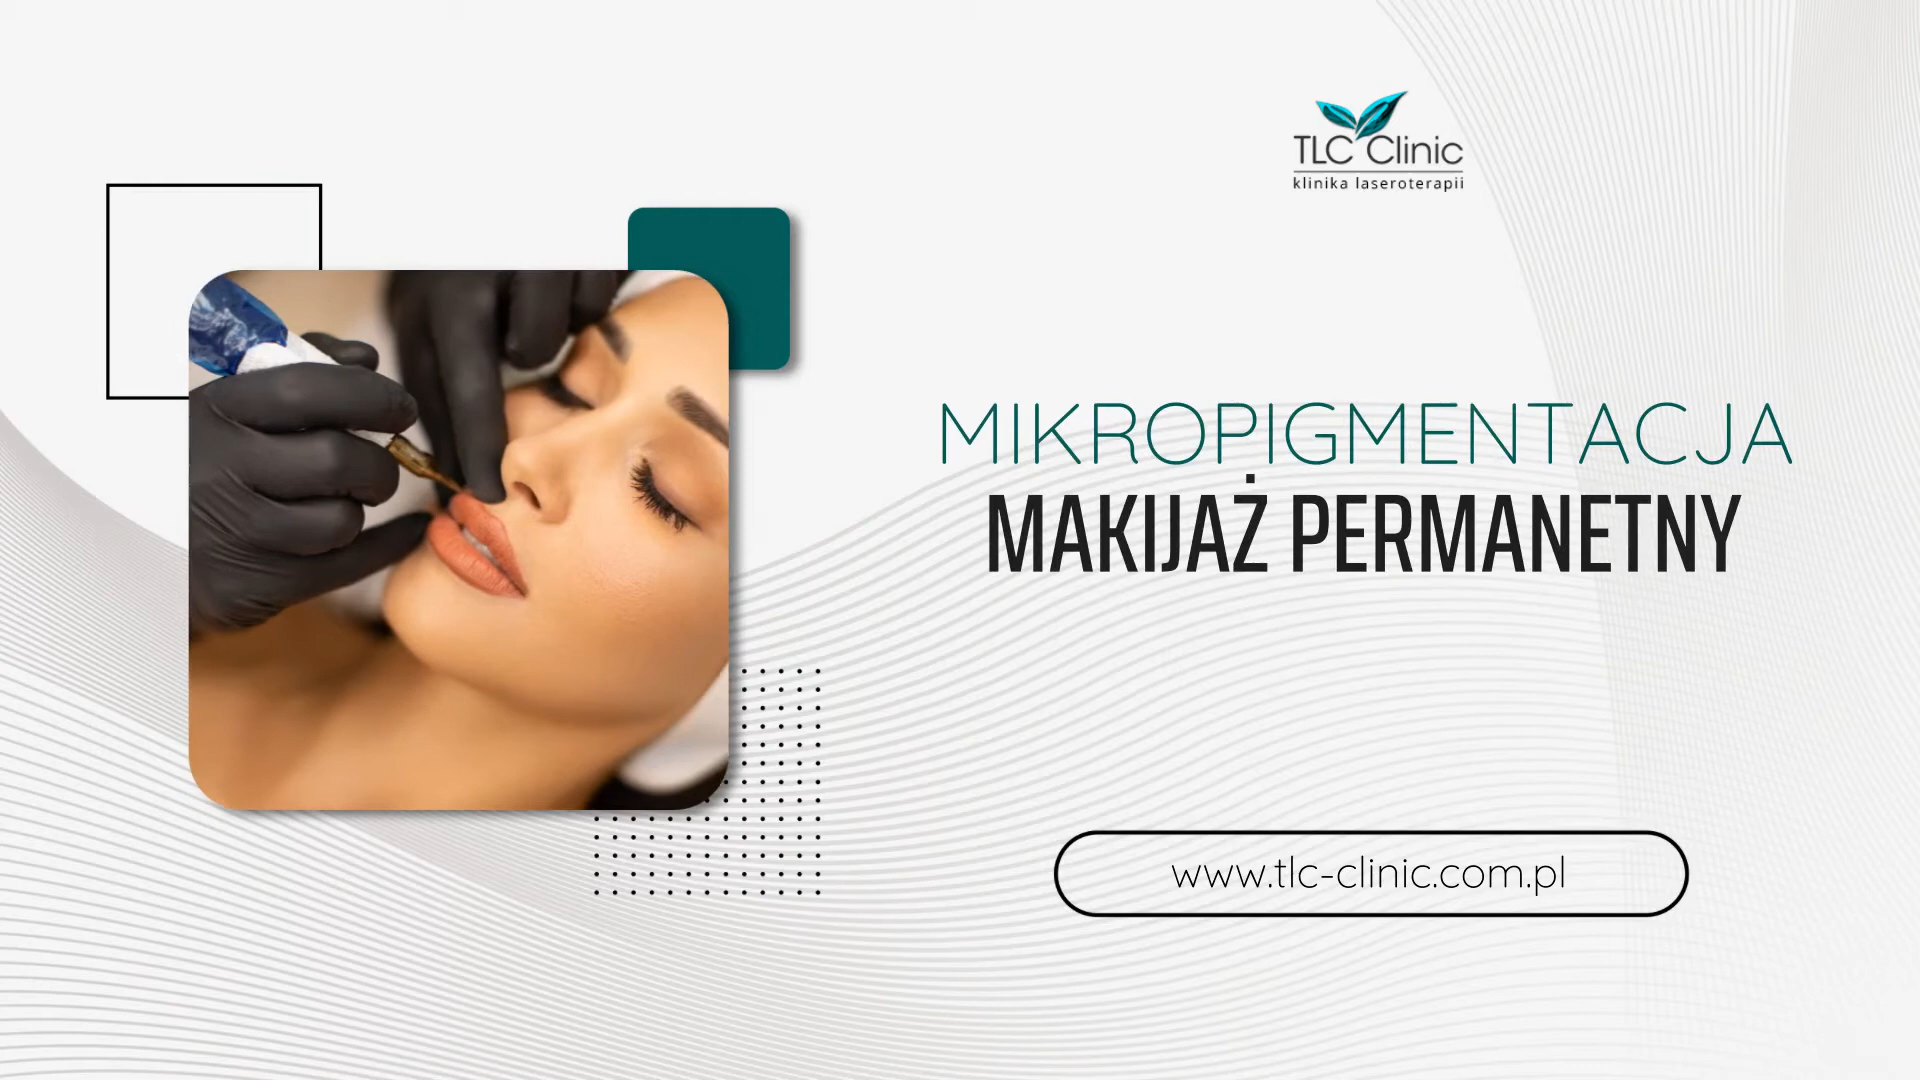 TLC Clinic
klinika laseroterapii
MIKROPIGMENTACJA
MAKIJAŻ PERMANETNY
www.tlc-clinic.com.pl